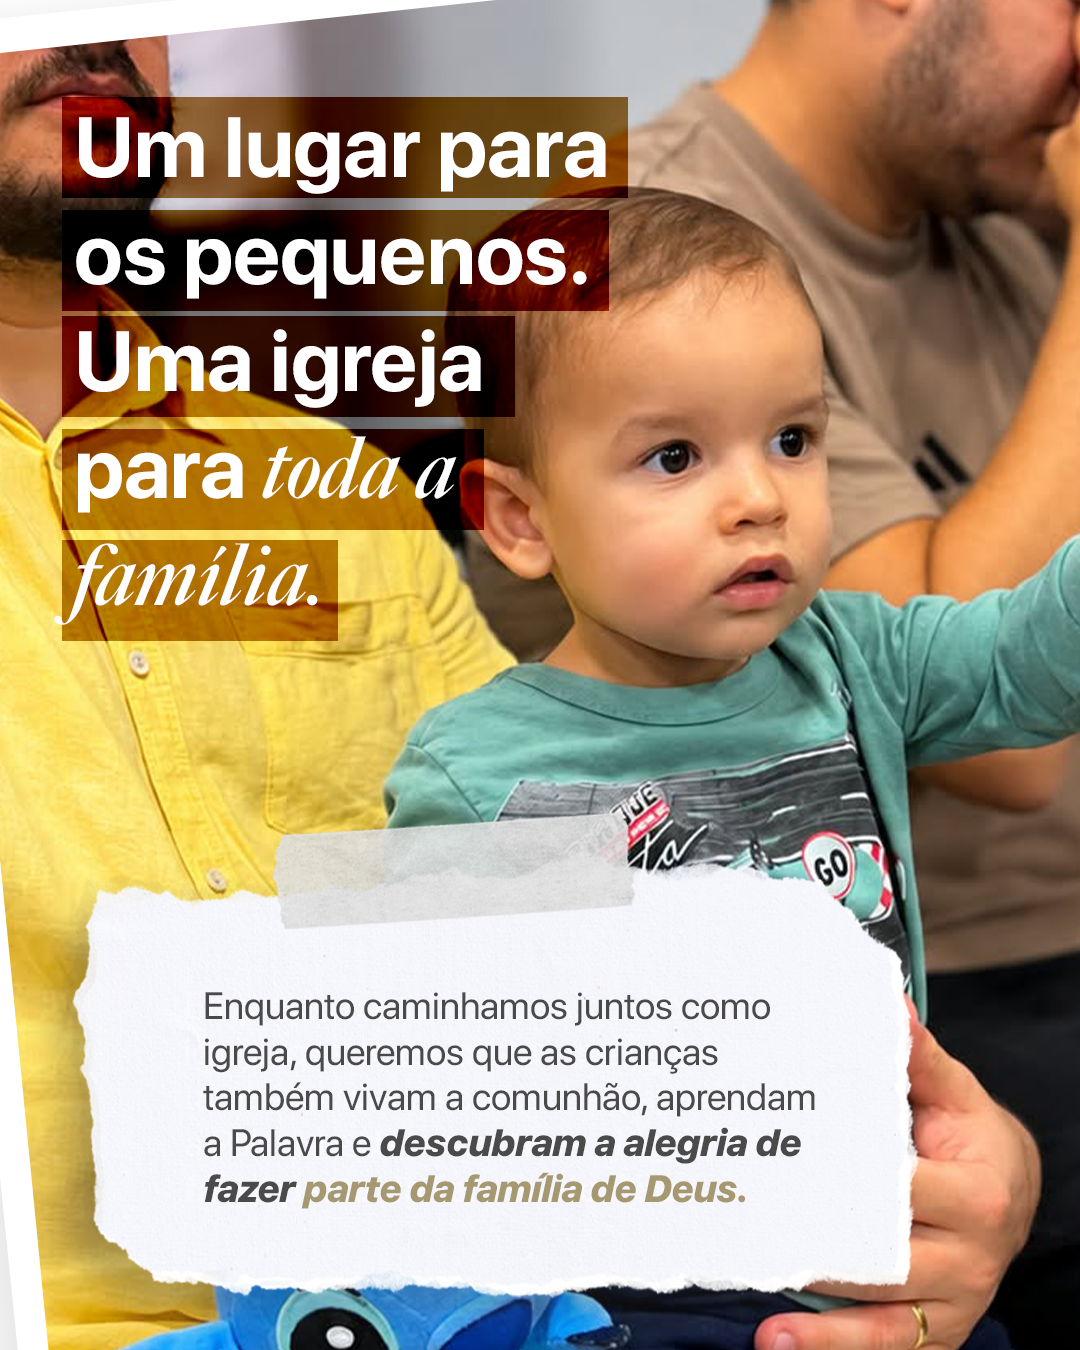 Um lugar para
os pequenos.
Uma igreja
para toda a
família.
GO
Enquanto caminhamos juntos como
igreja, queremos que as crianças
também vivam a comunhão, aprendam
a Palavra e descubram a alegria de
fazer parte da família de Deus.